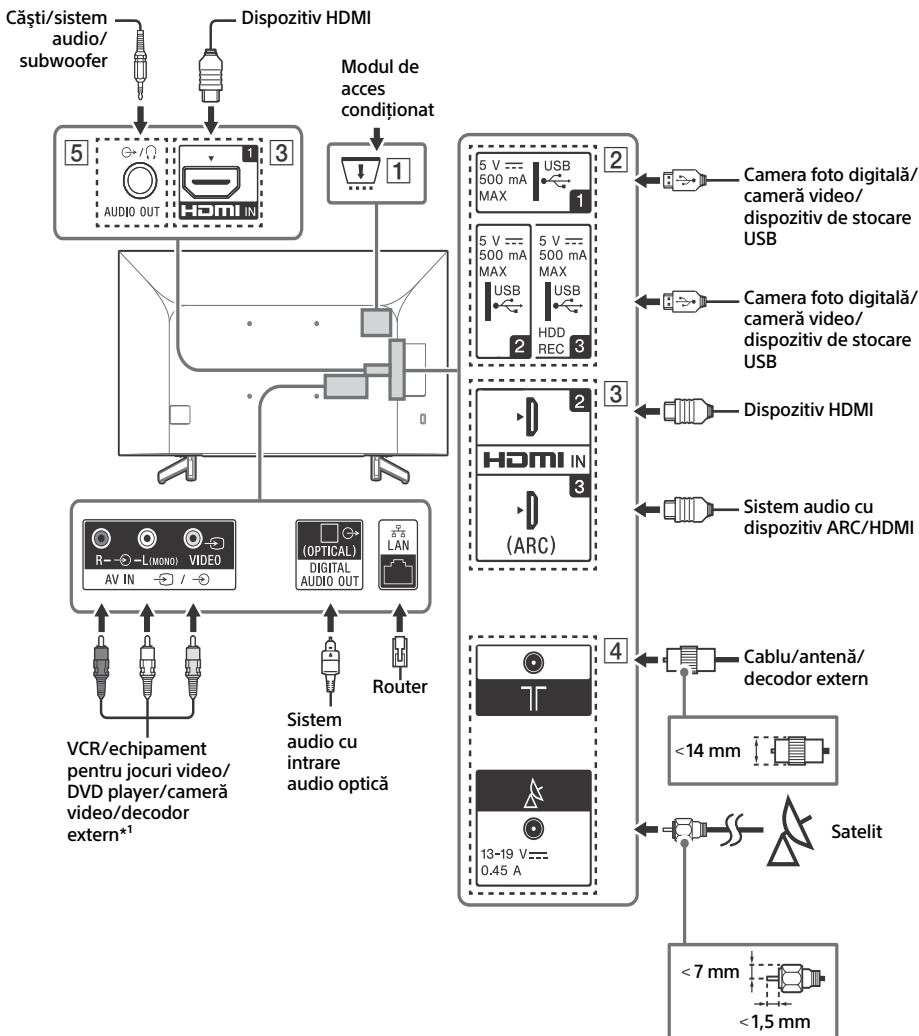 Căşti/sistem
audio/
subwoofer
Dispozitiv HDMI
Modul de
acces
condiționat
5
AUDIO OUT
1
3
HDMI IN
1
2
5 V
500 mA
MAX
USB
1
5 V
500 mA
MAX
USB
2
5 V
500 mA
MAX
USB
HDD
REC 3
Camera foto digitală/
cameră video/
dispozitiv de stocare
USB
Camera foto digitală/
cameră video/
dispozitiv de stocare
USB
3
2
HDMI IN
3
(ARC)
Dispozitiv HDMI
Sistem audio cu
dispozitiv ARC/HDMI
R- -L(MONO) VIDEO
AV IN /
(OPTICAL)
DIGITAL
AUDIO OUT
LAN
VCR/echipament
pentru jocuri video/
DVD player/cameră
video/decodor
extern*1
Sistem
audio cu
intrare
audio optică
Router
4
Cablu/antenă/
decodor extern
<14 mm
13-19 V
0.45 A
Satelit
<7 mm
<1,5 mm